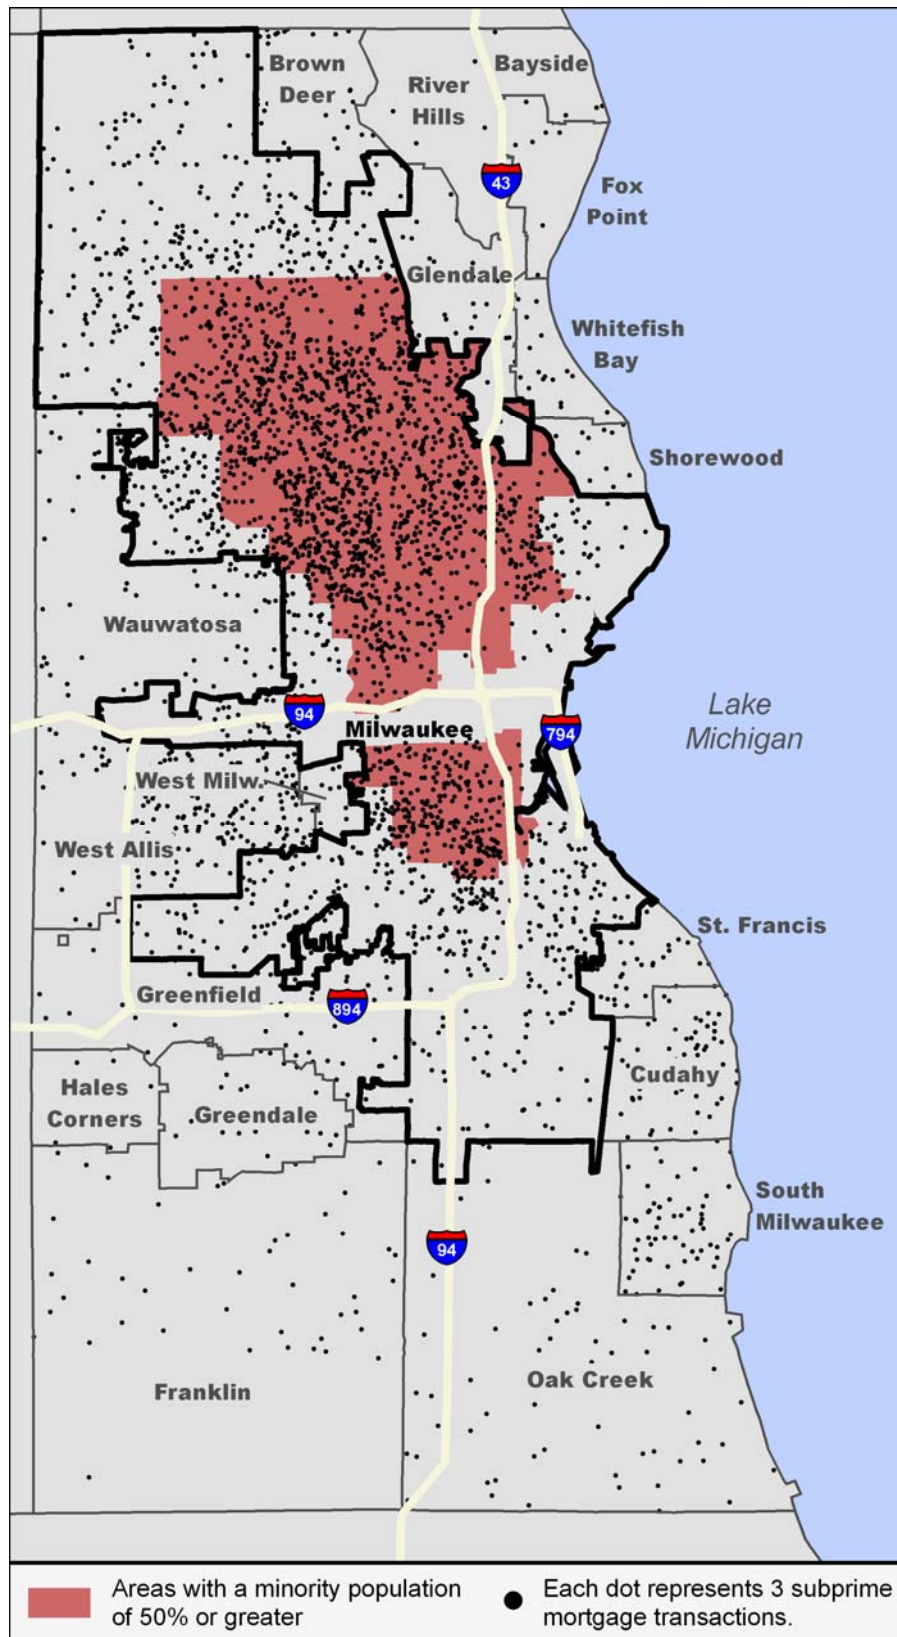 Brown
Deer
River
Hills
Bayside
43
Fox
Point
Glendale
Whitefish
Bay
Shorewood
Wauwatosa
94
Milwaukee
794
Lake
Michigan
West Milw.
West Allis
St. Francis
Greenfield
894
Hales
Corners
Greendale
Cudahy
South
Milwaukee
94
Franklin
Oak Creek
Areas with a minority population
of 50% or greater
Each dot represents 3 subprime
mortgage transactions.